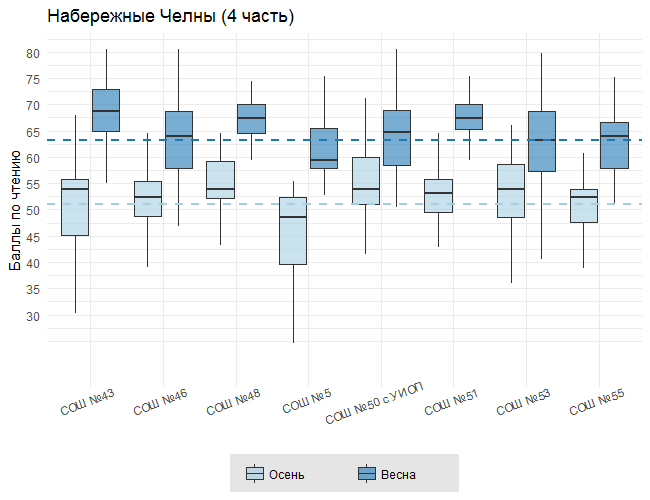 Набережные Челны (4 часть)
Баллы по чтению
80
75
70
65
60
55
50
45
40
35
30
СОШ №43
СОШ №46
СОШ №48
СОШ №5
СОШ №50 с УИОП
СОШ №51
СОШ №53
СОШ №55
Осень
Весна